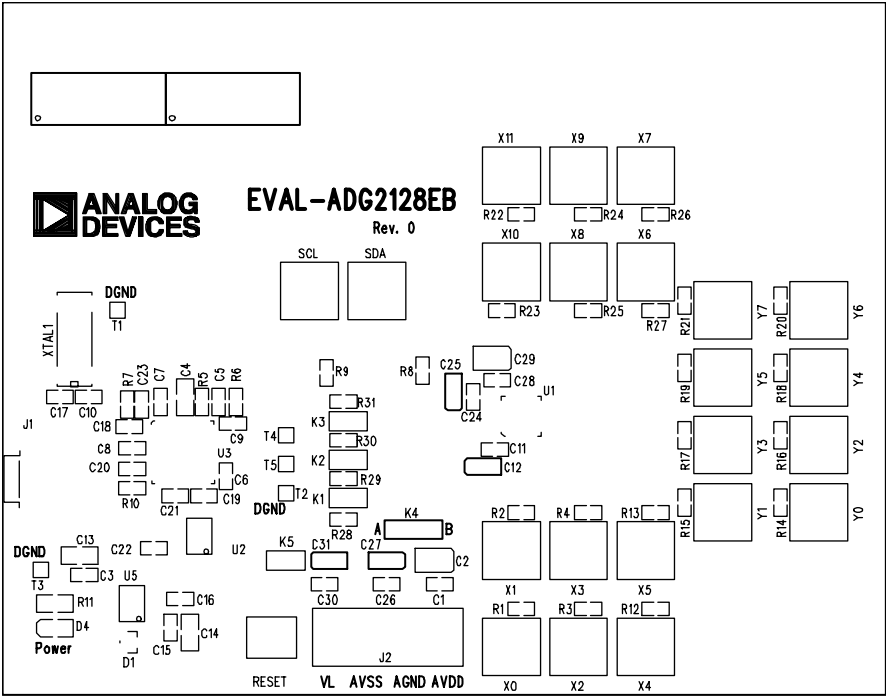 X11 X9 X7
R22 R24 R26
ANALOG
DEVICES
EVAL-ADG2128EB
Rev. 0
X10 X8 X6
SCL SDA
R23 R25 R27
DGND
T1
XTAL1
R21 Y7 R20 Y6
C29
C28
C25
R8
R9
U1
C24
R19 Y5 R18 Y4
R7 C23 C7 C4 R5 C5 R6
C17 C10
R31
J1
C18
C9
K3
T4
R30
C8
U3
K2
C11
C12
R17 Y3 R16 Y2
C20
T5
C6
R29
R10
C21 C19
T2
K1
DGND
R28
K4
A B
R2 R4 R13
R15 Y1 R14 Y0
C22
U2
K5
C31 C27 C2
C13
DGND
T3
C3
U5
X1 X3 X5
C30 C26 C1
R11
C16
R1 R3 R12
D4
Power
D1
C15 C14
J2
RESET
VL AVSS AGND AVDD
X0 X2 X4